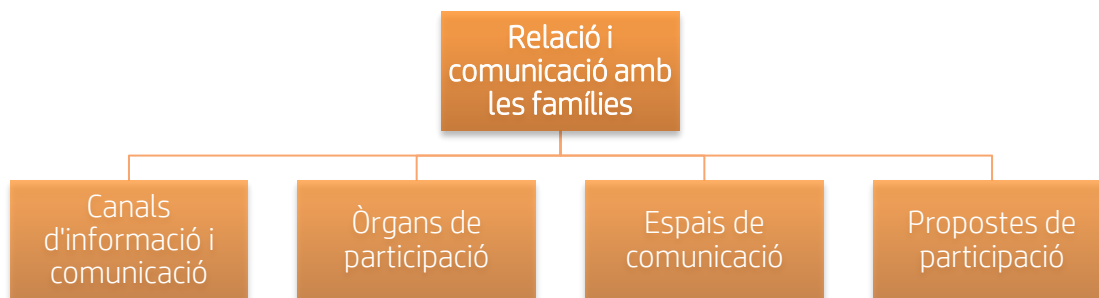 Relació i
comunicació amb
les famílies
Canals
d'informació i
comunicació
Òrgans de
participació
Espais de
comunicació
Propostes de
participació